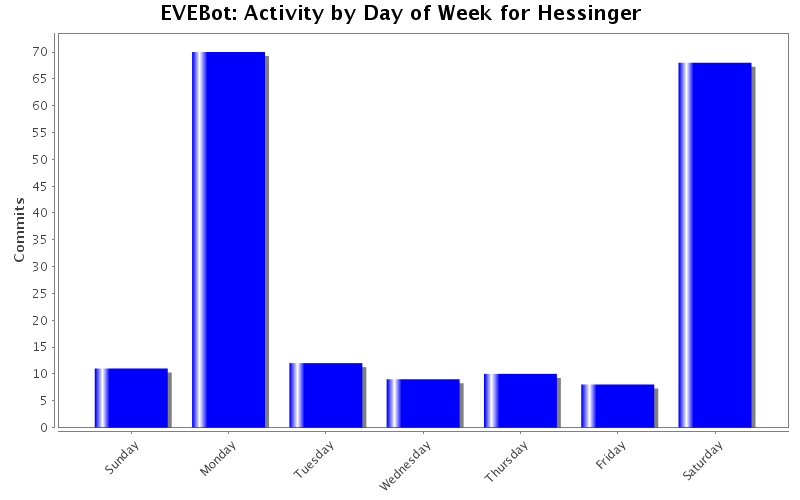 EVEBot: Activity by Day of Week for Hessinger
Commits
70
65
60
55
50
45
40
35
30
25
20
15
10
5
0
Sunday
Monday
Tuesday
Wednesday
Thursday
Friday
Saturday